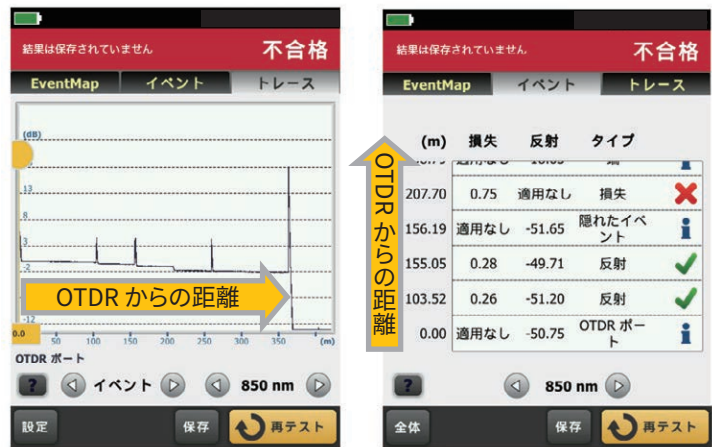 結果は保存されていません
不合格
EventMap
イベント
トレース
(dB)
13
8
3
-2
-12
OTDR からの距離
0.0
50
100
150
200
250
300
350
(m)
OTDR ポート
?
イベント
850 nm
設定
保存
再テスト
結果は保存されていません
不合格
EventMap
イベント
トレース
(m) 損失 反射 タイプ
207.70 0.75 適用なし 損失
156.19 適用なし -51.65 隠れたイベ
ント
155.05 0.28 -49.71 反射
103.52 0.26 -51.20 反射
0.00 適用なし -50.75 OTDR ポー
ト
OTDR からの距離
?
850 nm
全体
保存
再テスト